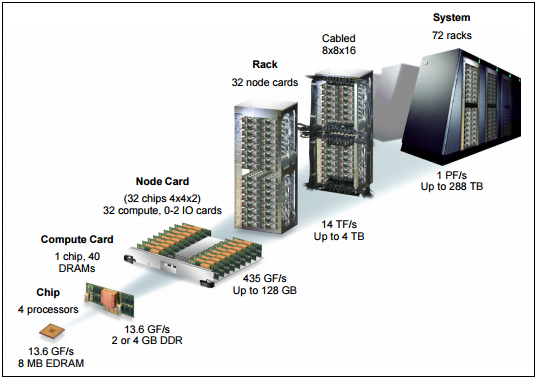 System
72 racks
Cabled
8x8x16
Rack
32 node cards
Node Card
(32 chips 4x4x2)
32 compute, 0-2 IO cards
Compute Card
1 chip, 40
DRAMs
Chip
4 processors
13.6 GF/s
8 MB EDRAM
13.6 GF/s
2 or 4 GB DDR
435 GF/s
Up to 128 GB
14 TF/s
Up to 4 TB
1 PF/s
Up to 288 TB